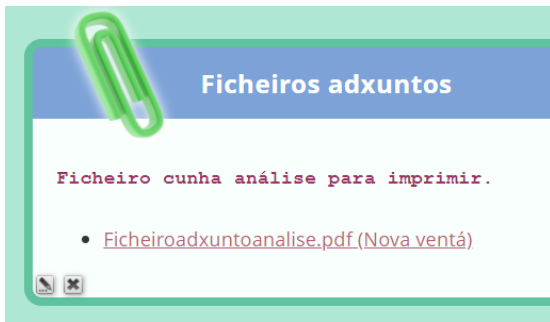 Ficheiros adxuntos
Ficheiro cunha análise para imprimir.
Ficheiroadxuntoanalise.pdf (Nova ventá)